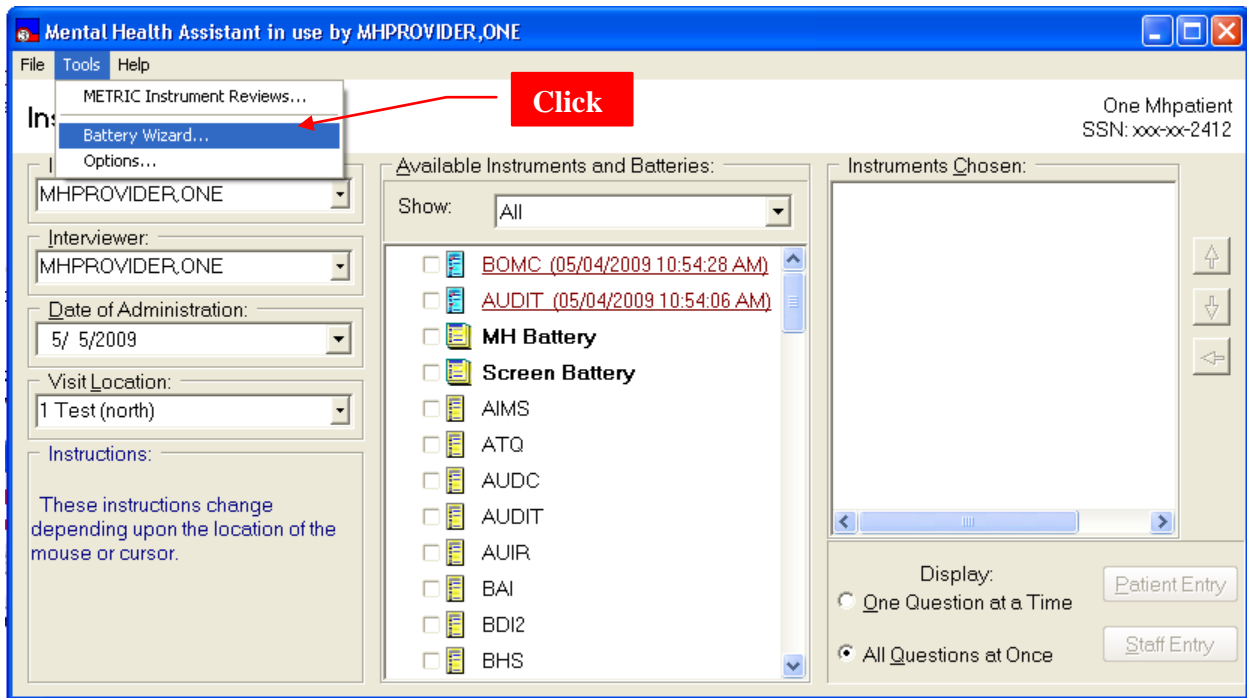 Mental Health Assistant in use by MHPROVIDER,ONE
File Tools Help
METRIC Instrument Reviews...
Battery Wizard...
Options...
Click
One Mhpatient
SSN: xxx-xx-2412
MHPROVIDER,ONE
Interviewer:
MHPROVIDER,ONE
Date of Administration:
5/ 5/2009
Visit Location:
1 Test (north)
Instructions:
These instructions change
depending upon the location of the
mouse or cursor.
Available Instruments and Batteries:
Show: All
BOMC (05/04/2009 10:54:28 AM)
AUDIT (05/04/2009 10:54:06 AM)
MH Battery
Screen Battery
AIMS
ATQ
AUDC
AUDIT
AUIR
BAI
BDI2
BHS
Instruments Chosen:
Display:
One Question at a Time
All Questions at Once
Patient Entry
Staff Entry